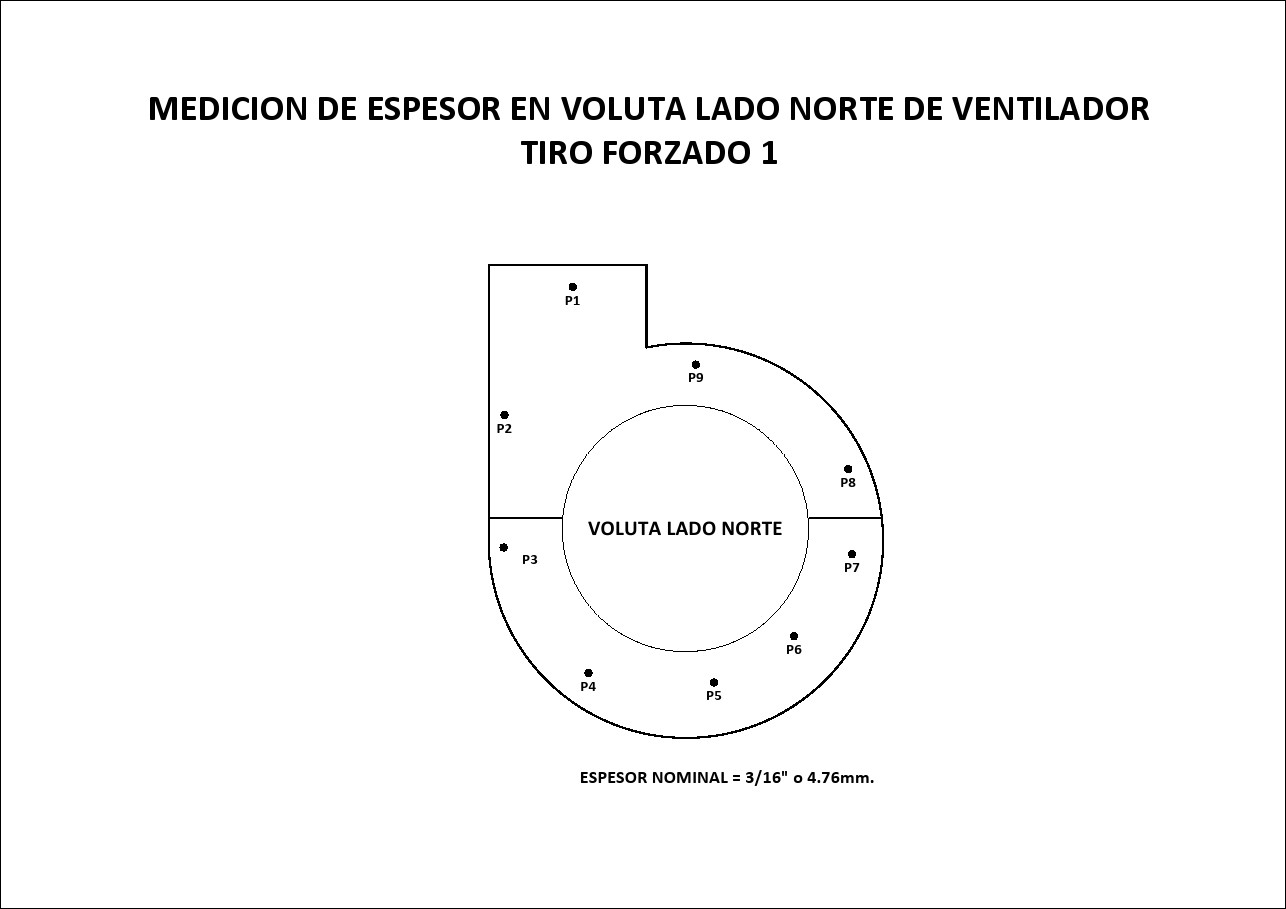 MEDICION DE ESPESOR EN VOLUTA LADO NORTE DE VENTILADOR
TIRO FORZADO 1
P1
P9
P2
P8
VOLUTA LADO NORTE
P3
P7
P6
P4
P5
ESPESOR NOMINAL = 3/16" o 4.76mm.